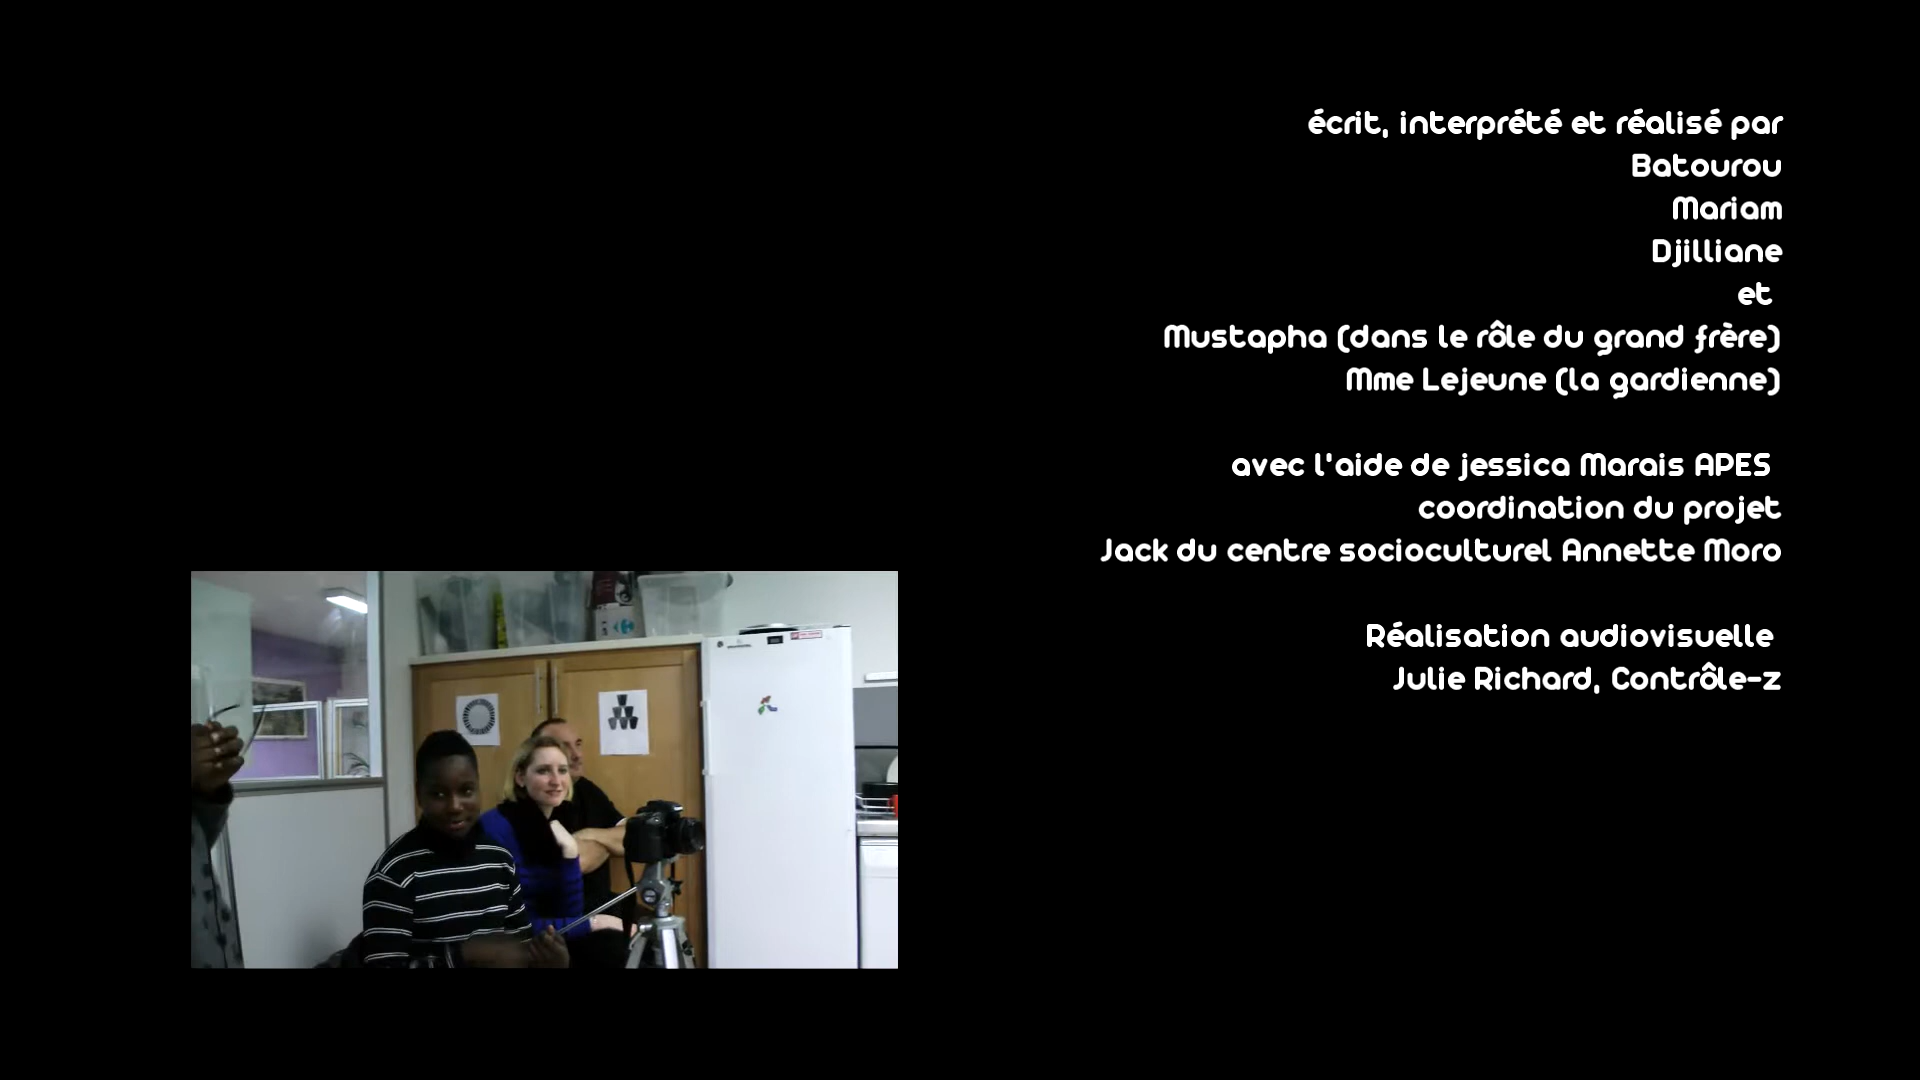 écrit, interprété et réalisé par
Batourou
Mariam
Djilliane
et
Mustapha (dans le rôle du grand frère)
Mme Lejeune (la gardienne)
avec l'aide de jessica Marais APES
coordination du projet
Jack du centre socioculturel Annette Moro
Réalisation audiovisuelle
Julie Richard, Contrôle-z